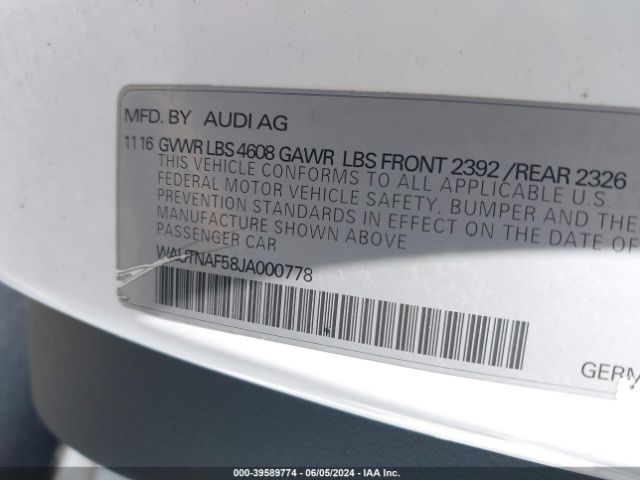 MFD. BY AUDI AG
11 16 GVWR LBS 4608 GAWR LBS FRONT 2392 /REAR 2326
THIS VEHICLE CONFORMS TO ALL APPLICABLE U.S.
FEDERAL MOTOR VEHICLE SAFETY, BUMPER AND THE
PREVENTION STANDARDS IN EFFECT ON THE DATE OF
MANUFACTURE SHOWN ABOVE
PASSENGER CAR
WAUTNAF58JA000778
GERM
000-39589774 - 06/05/2024 - IAA Inc.